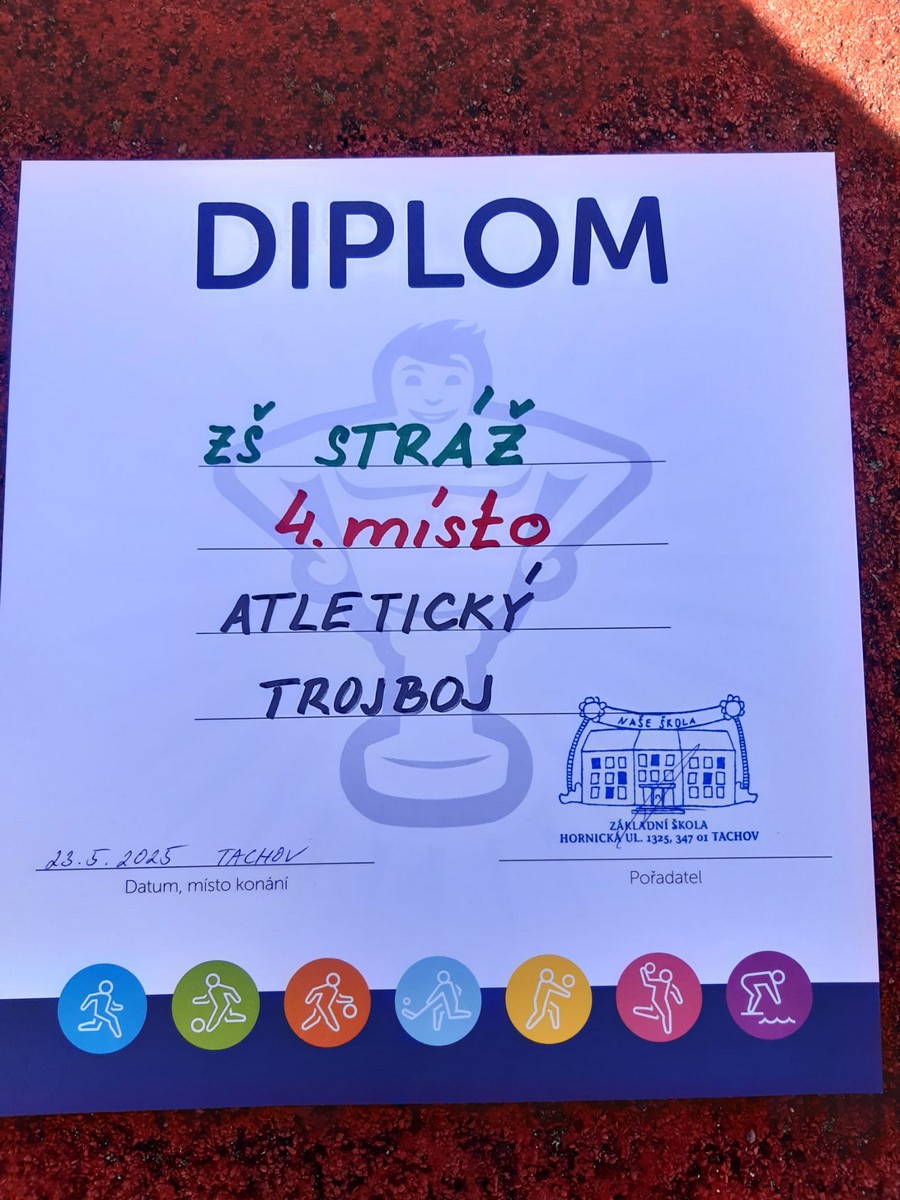 DIPLOM
ZŠ STRÁŽ
4. místo
ATLETICKÝ
TROJBOJ
NAŠE ŠKOLA
ZÁKLADNÍ ŠKOLA
HORNICKÁ UL. 1325, 347 01 TACHOV
23.5.2025 TACHOV
Datum, místo konání
Pořadatel